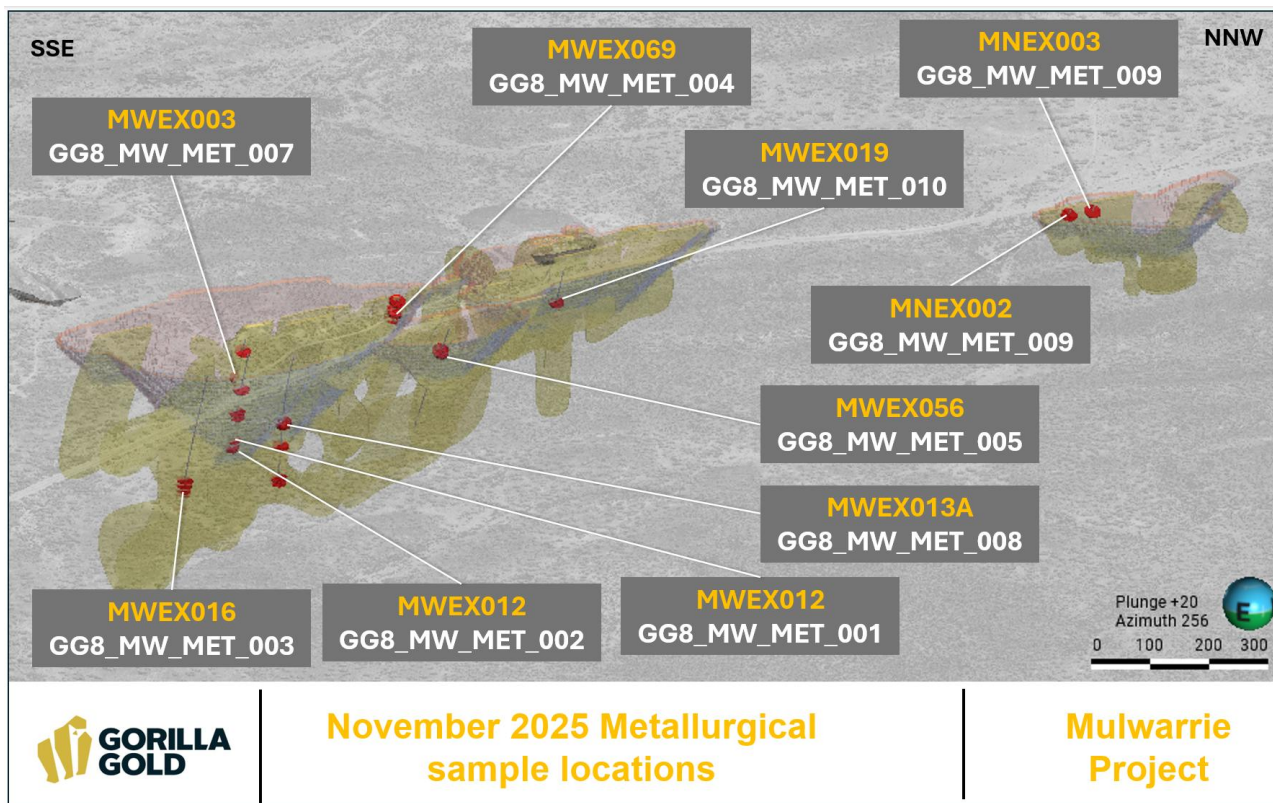 SSE
NNW
MWEX069
GG8_MW_MET_004
MNEX003
GG8_MW_MET_009
MWEX003
GG8_MW_MET_007
MWEX019
GG8_MW_MET_010
MNEX002
GG8_MW_MET_009
MWEX056
GG8_MW_MET_005
MWEX013A
GG8_MW_MET_008
MWEX016
GG8_MW_MET_003
MWEX012
GG8_MW_MET_002
MWEX012
GG8_MW_MET_001
Plunge +20
Azimuth 256
E
0 100 200 300
GORILLA
GOLD
November 2025 Metallurgical
sample locations
Mulwarrie
Project